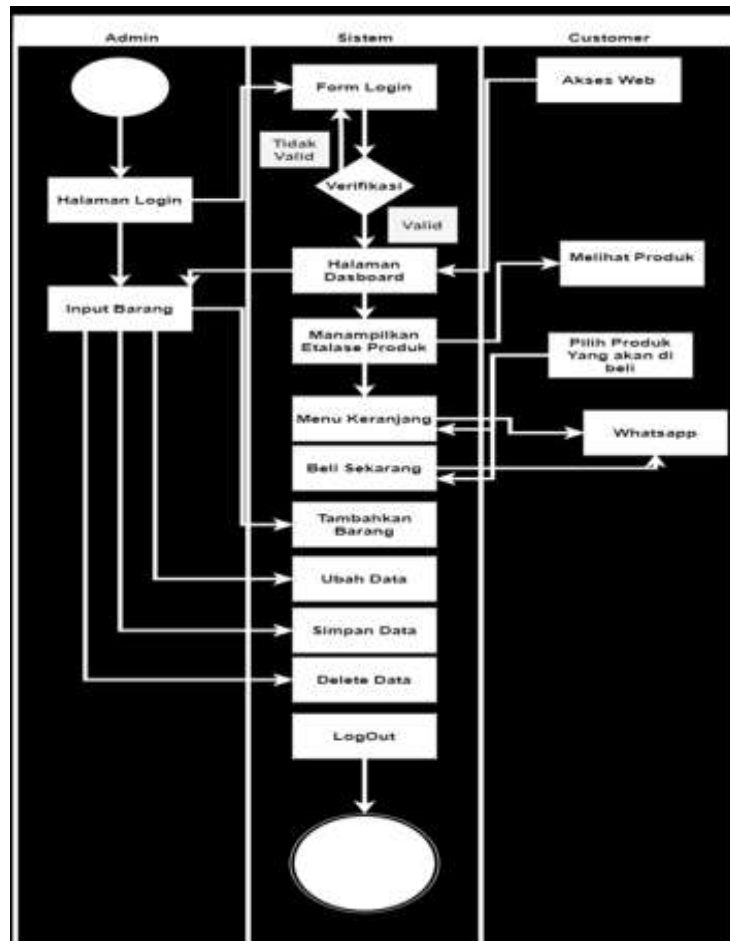 Admin
Sistem
Customer
Form Login
Akses Web
Tidak
Valid
Verifikasi
Halaman Login
Valid
Halaman
Dasboard
Melihat Produk
Input Barang
Manampilkan
Etalase Produk
Pilih Produk
Yang akan di
beli
Menu Keranjang
Whatsapp
Beli Sekarang
Tambahkan
Barang
Ubah Data
Simpan Data
Delete Data
LogOut